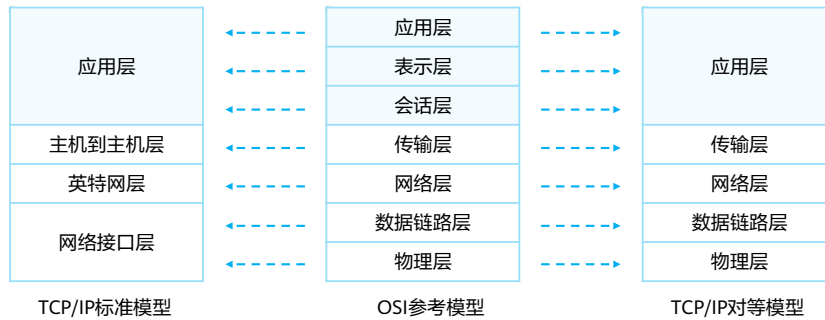 应用层
主机到主机层
英特网层
网络接口层
TCP/IP标准模型
应用层
表示层
会话层
传输层
网络层
数据链路层
物理层
OSI参考模型
应用层
传输层
网络层
数据链路层
物理层
TCP/IP对等模型